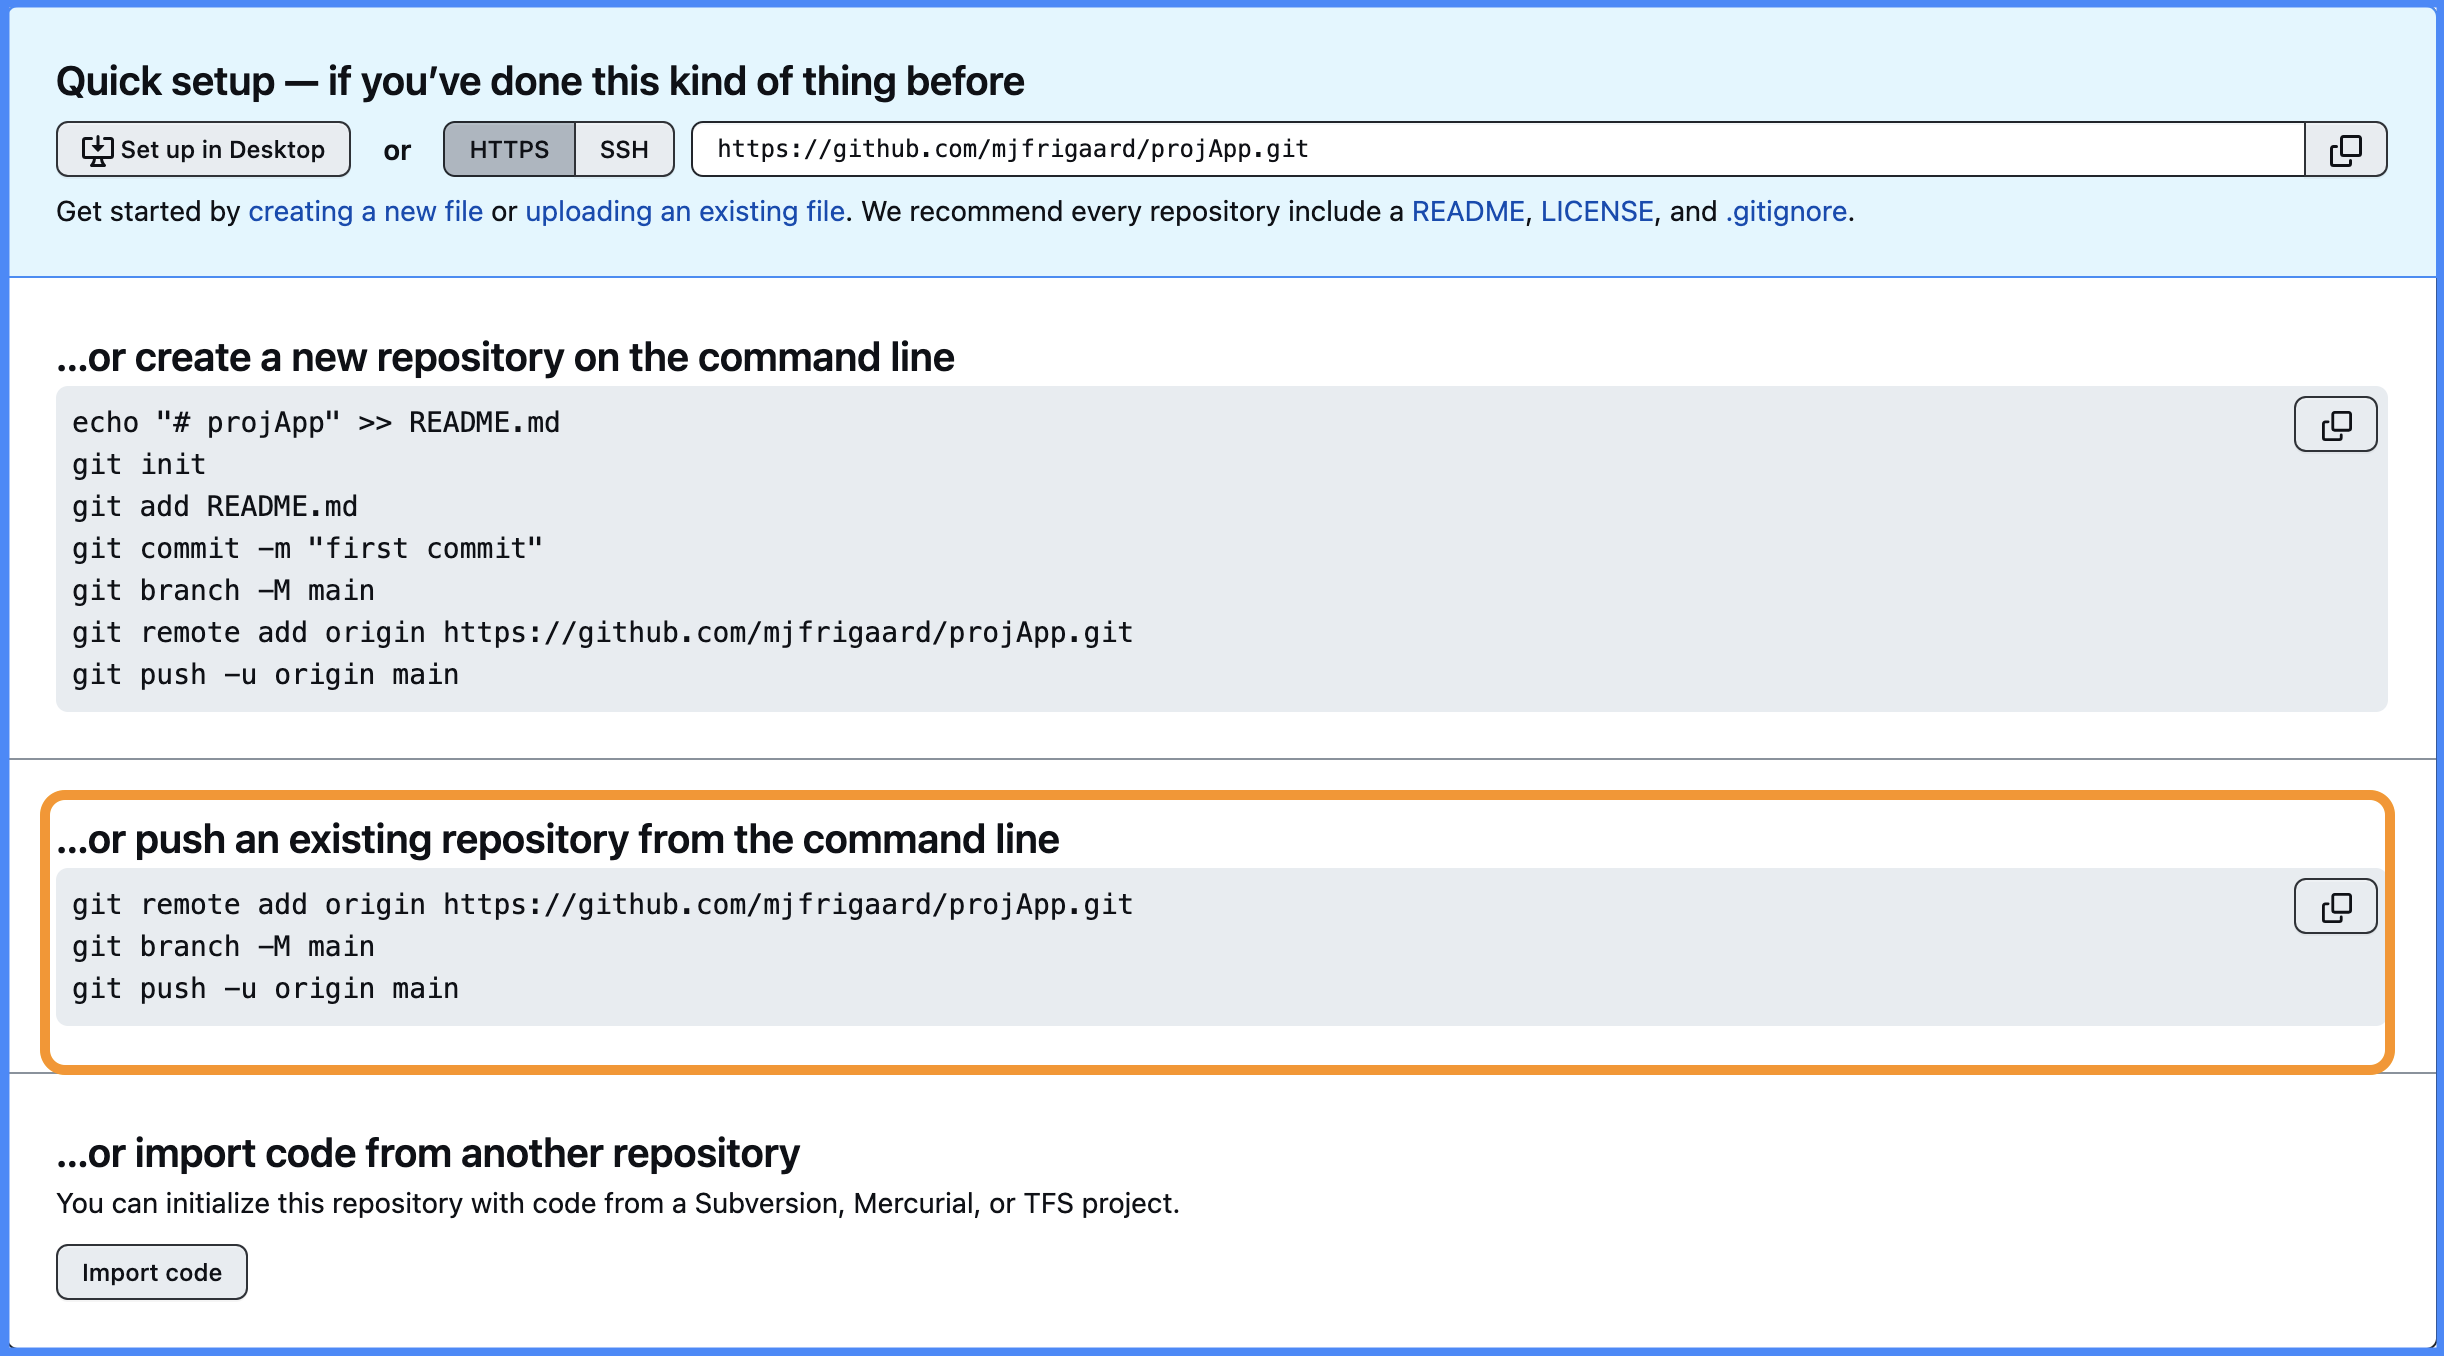 Quick setup — if you’ve done this kind of thing before
Set up in Desktop or HTTPS SSH https://github.com/mjfrigaard/projApp.git
Get started by creating a new file or uploading an existing file. We recommend every repository include a README, LICENSE, and .gitignore.
…or create a new repository on the command line
echo "# projApp" >> README.md
git init
git add README.md
git commit -m "first commit"
git branch -M main
git remote add origin https://github.com/mjfrigaard/projApp.git
git push -u origin main
…or push an existing repository from the command line
git remote add origin https://github.com/mjfrigaard/projApp.git
git branch -M main
git push -u origin main
…or import code from another repository
You can initialize this repository with code from a Subversion, Mercurial, or TFS project.
Import code